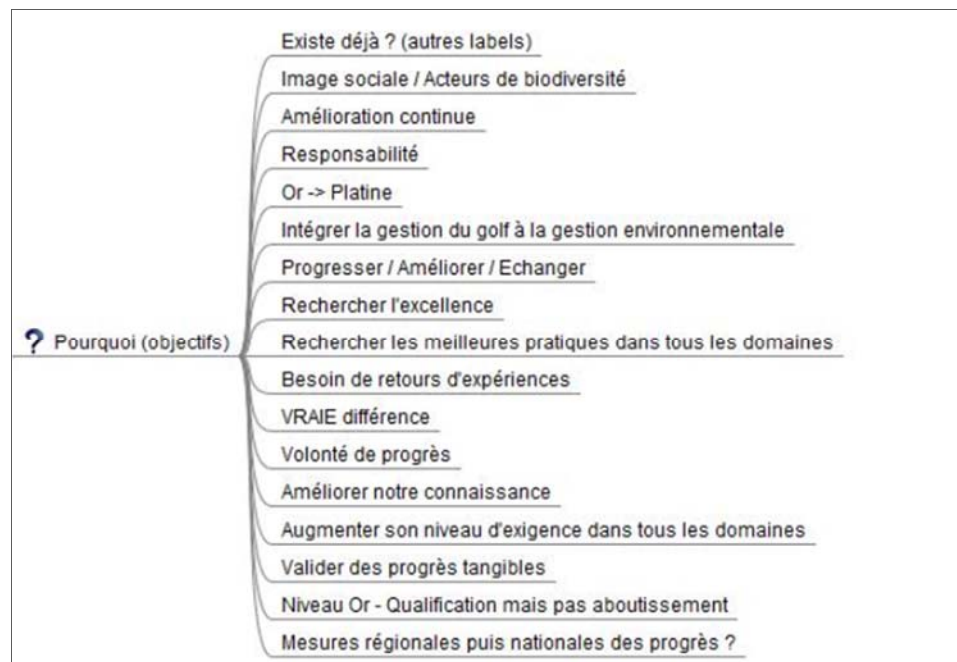 Existe déjà ? (autres labels)
Image sociale / Acteurs de biodiversité
Amélioration continue
Responsabilité
Or -> Platine
Intégrer la gestion du golf à la gestion environnementale
Progresser / Améliorer / Echanger
Rechercher l'excellence
? Pourquoi (objectifs)
Rechercher les meilleures pratiques dans tous les domaines
Besoin de retours d'expériences
VRAIE différence
Volonté de progrès
Améliorer notre connaissance
Augmenter son niveau d'exigence dans tous les domaines
Valider des progrès tangibles
Niveau Or - Qualification mais pas aboutissement
Mesures régionales puis nationales des progrès ?